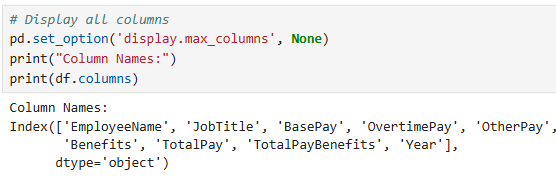 # Display all columns
pd.set_option('display.max_columns', None)
print("Column Names:")
print(df.columns)
Column Names:
Index(['EmployeeName', 'JobTitle', 'BasePay', 'OvertimePay', 'OtherPay',
'Benefits', 'TotalPay', 'TotalPayBenefits', 'Year'],
dtype='object')